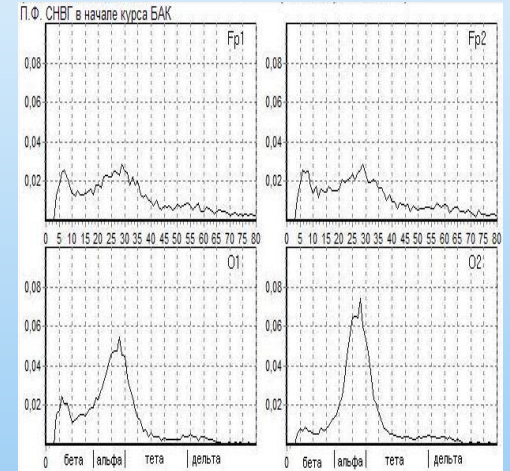 П.Ф. СНВГ в начале курса БАК
Fp1 Fp2
0,08 0,08
0,06 0,06
0,04 0,04
0,02 0,02
0 5 10 15 20 25 30 35 40 45 50 55 60 65 70 75 80 0 5 10 15 20 25 30 35 40 45 50 55 60 65 70 75 80
O1 O2
0,08 0,08
0,06 0,06
0,04 0,04
0,02 0,02
0 бета |альфа| тета |дельта 0 бета |альфа| тета |дельта